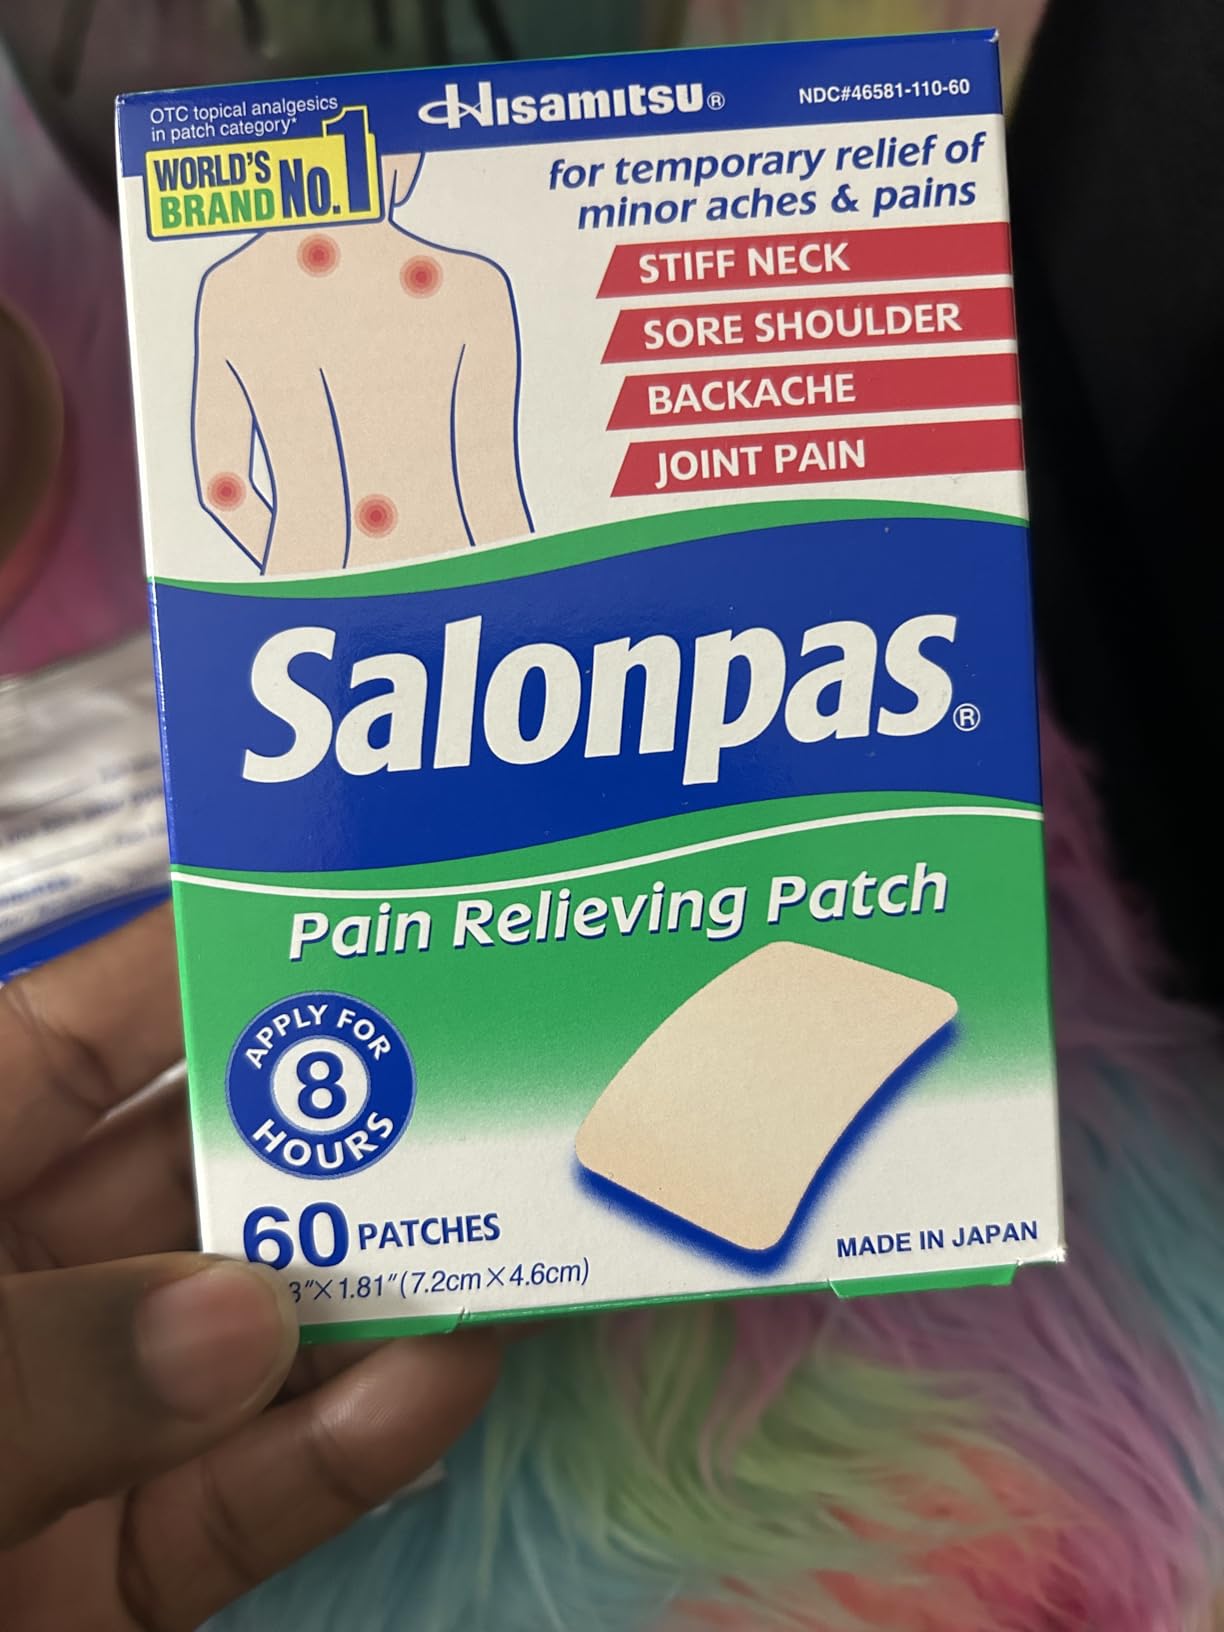 OTC topical analgesics
in patch category*
WORLD'S
BRAND No.1
Hisamitsu®
NDC#46581-110-60
for temporary relief of
minor aches & pains
STIFF NECK
SORE SHOULDER
BACKACHE
JOINT PAIN
Salonpas®
Pain Relieving Patch
APPLY FOR
8
HOURS
60 PATCHES
3"×1.81"(7.2cm×4.6cm)
MADE IN JAPAN